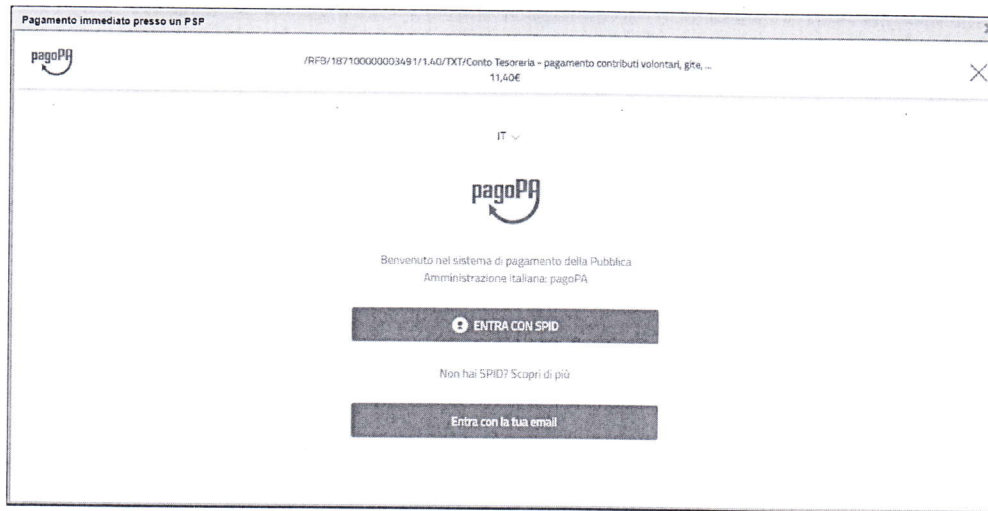 Pagamento immediato presso un PSP
pagoPA
/RFB/187100000003491/1.40/TXT/Conto Tesoreria - pagamento contributi volontari, gite, ...
11,40€
IT
pagoPA
Benvenuto nel sistema di pagamento della Pubblica
Amministrazione italiana: pagoPA
ENTRA CON SPID
Non hai SPID? Scopri di più
Entra con la tua email